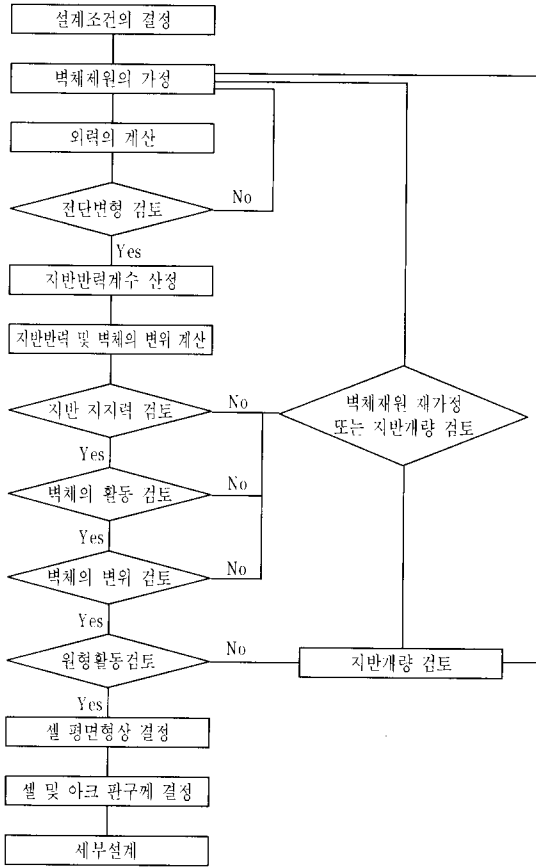 설계조건의 결정
벽체제원의 가정
외력의 계산
전단변형 검토
No
Yes
지반반력계수 산정
지반반력 및 벽체의 변위 계산
지반 지지력 검토
No
벽체재원 재가정
또는 지반개량 검토
Yes
벽체의 활동 검토
No
Yes
벽체의 변위 검토
No
Yes
원형활동검토
No
지반개량 검토
Yes
셀 평면형상 결정
셀 및 아크 판구께 결정
세부설계